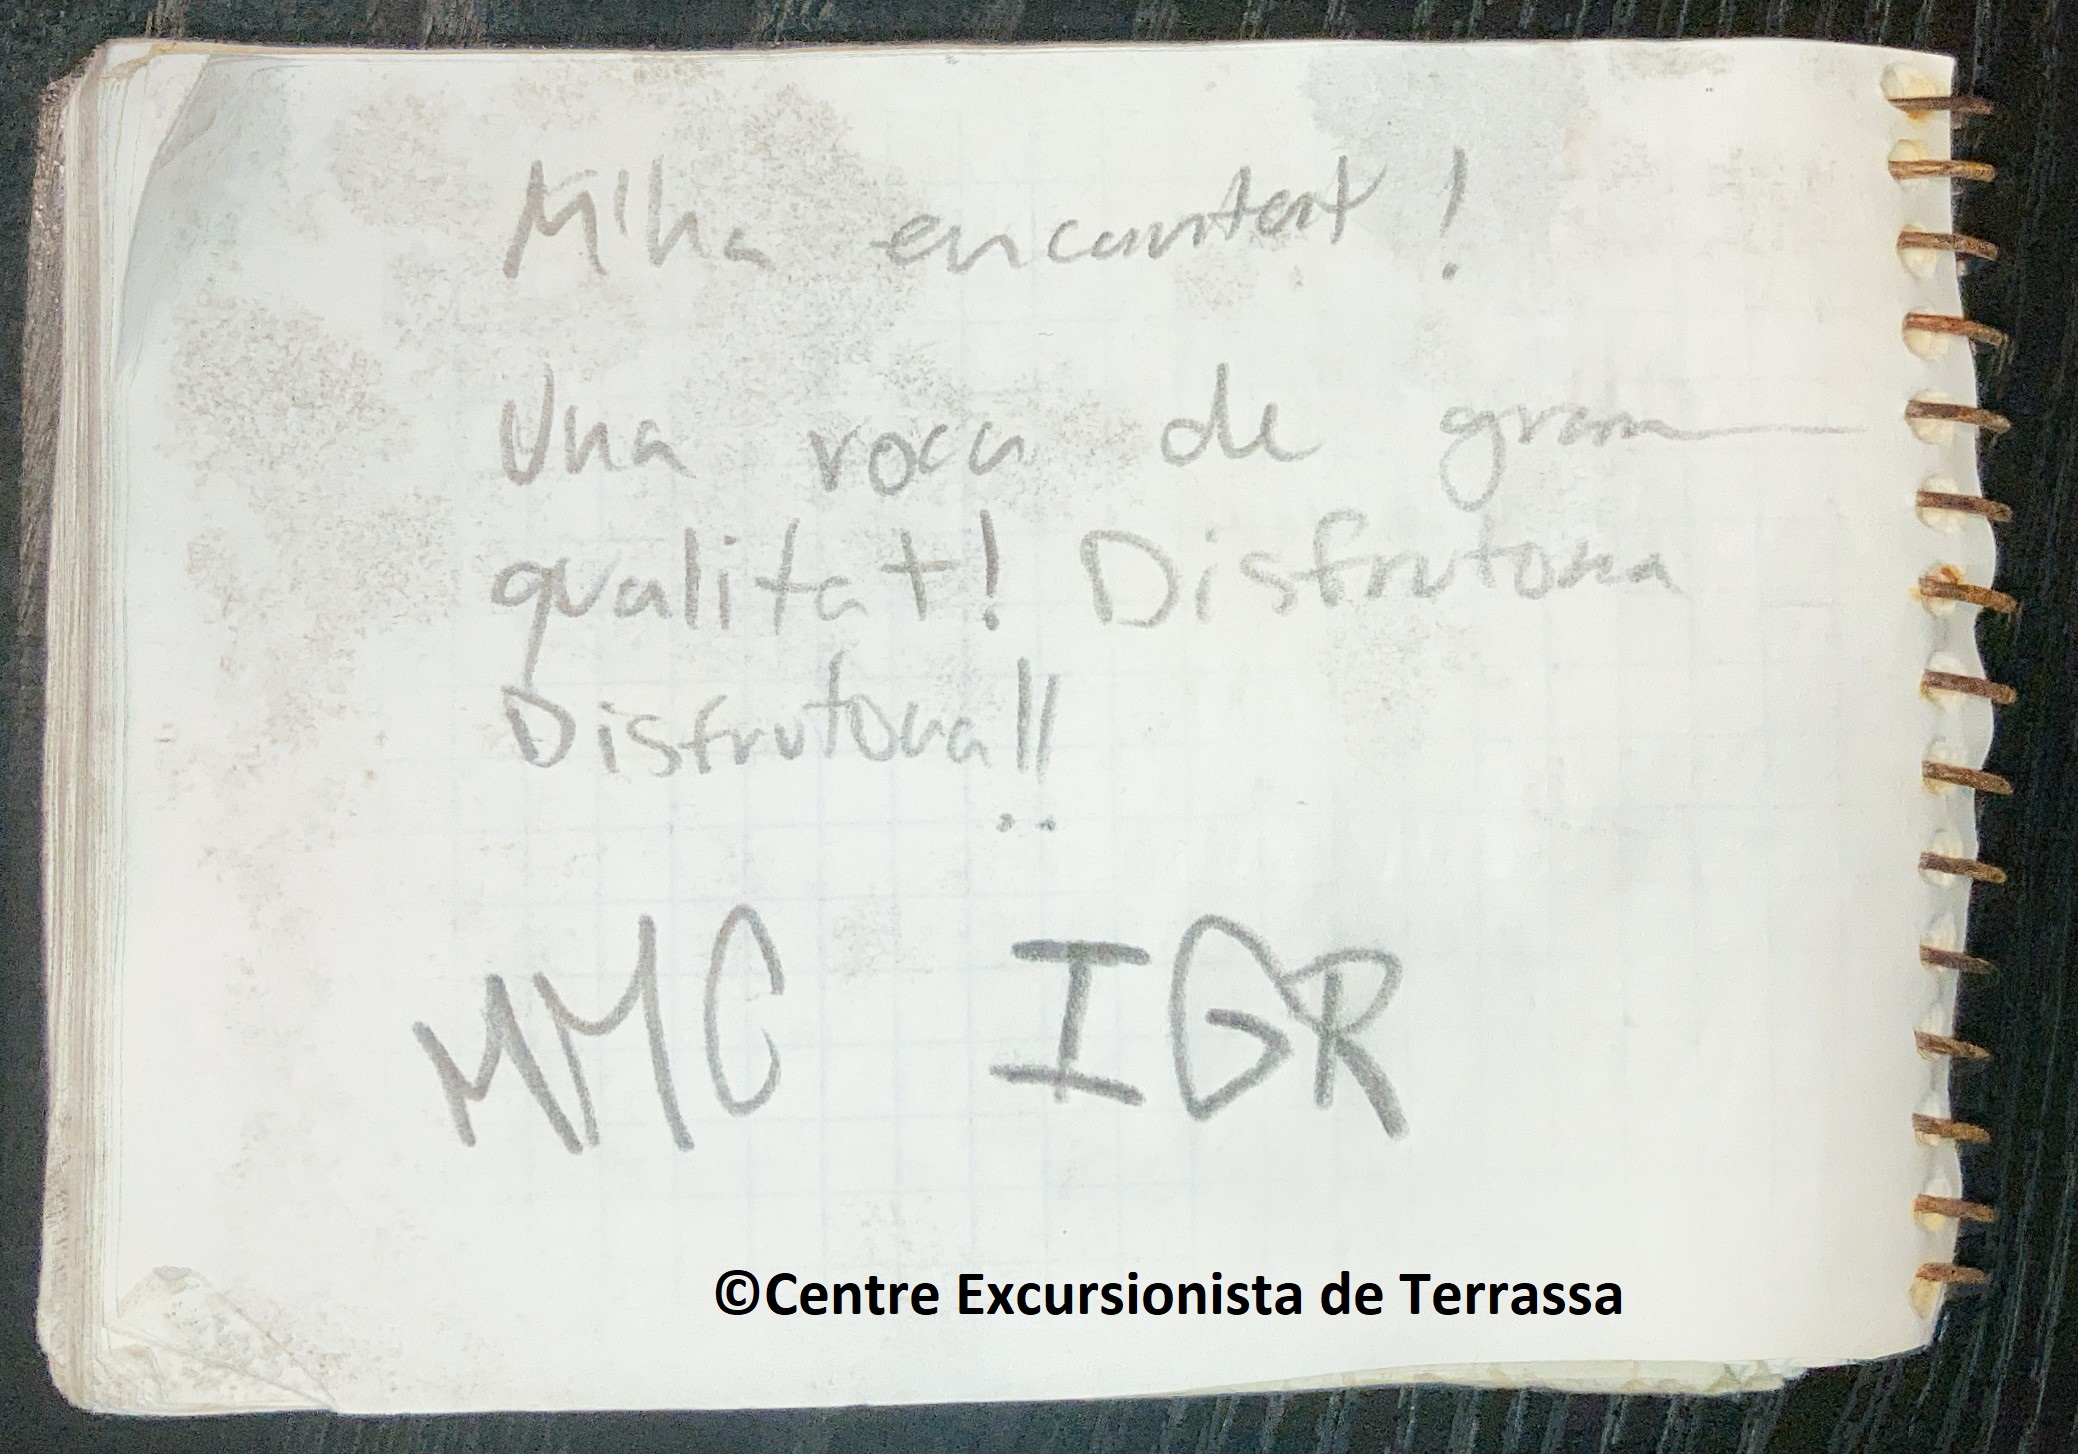 M'ha encantat!
Una roca de gran
qualitat! Disfrutona
Disfrutona!!
MMC IGR
©Centre Excursionista de Terrassa